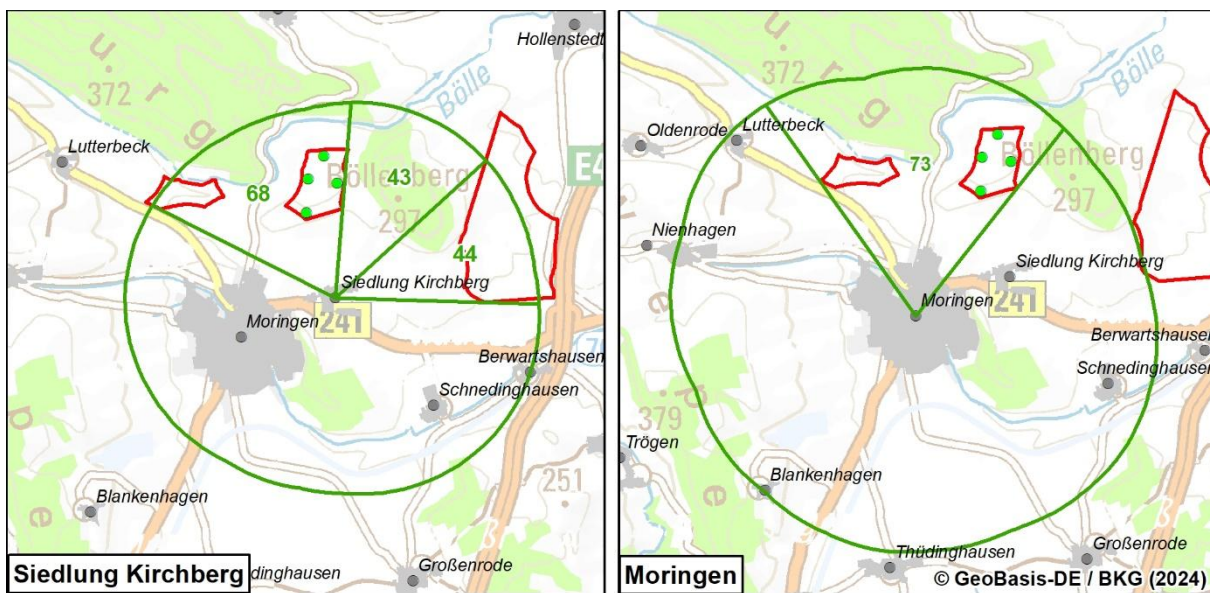 Hollenstedt
u r g
372
Bölle
Lutterbeck
E4
Böllenberg
43
68
297
44
Siedlung Kirchberg
241
Moringen
Berwartshausen
Schnedinghausen
p
e
251
Blankenhagen
Siedlung Kirchberg
dinghausen
Großenrode
u r g
372
Bölle
Oldenrode
Lutterbeck
73
Böllenberg
297
Nienhagen
Siedlung Kirchberg
Moringen
241
Berwartshausen
Schnedinghausen
379
p
e
Trögen
Blankenhagen
Thüdinghausen
Großenrode
Moringen
© GeoBasis-DE / BKG (2024)